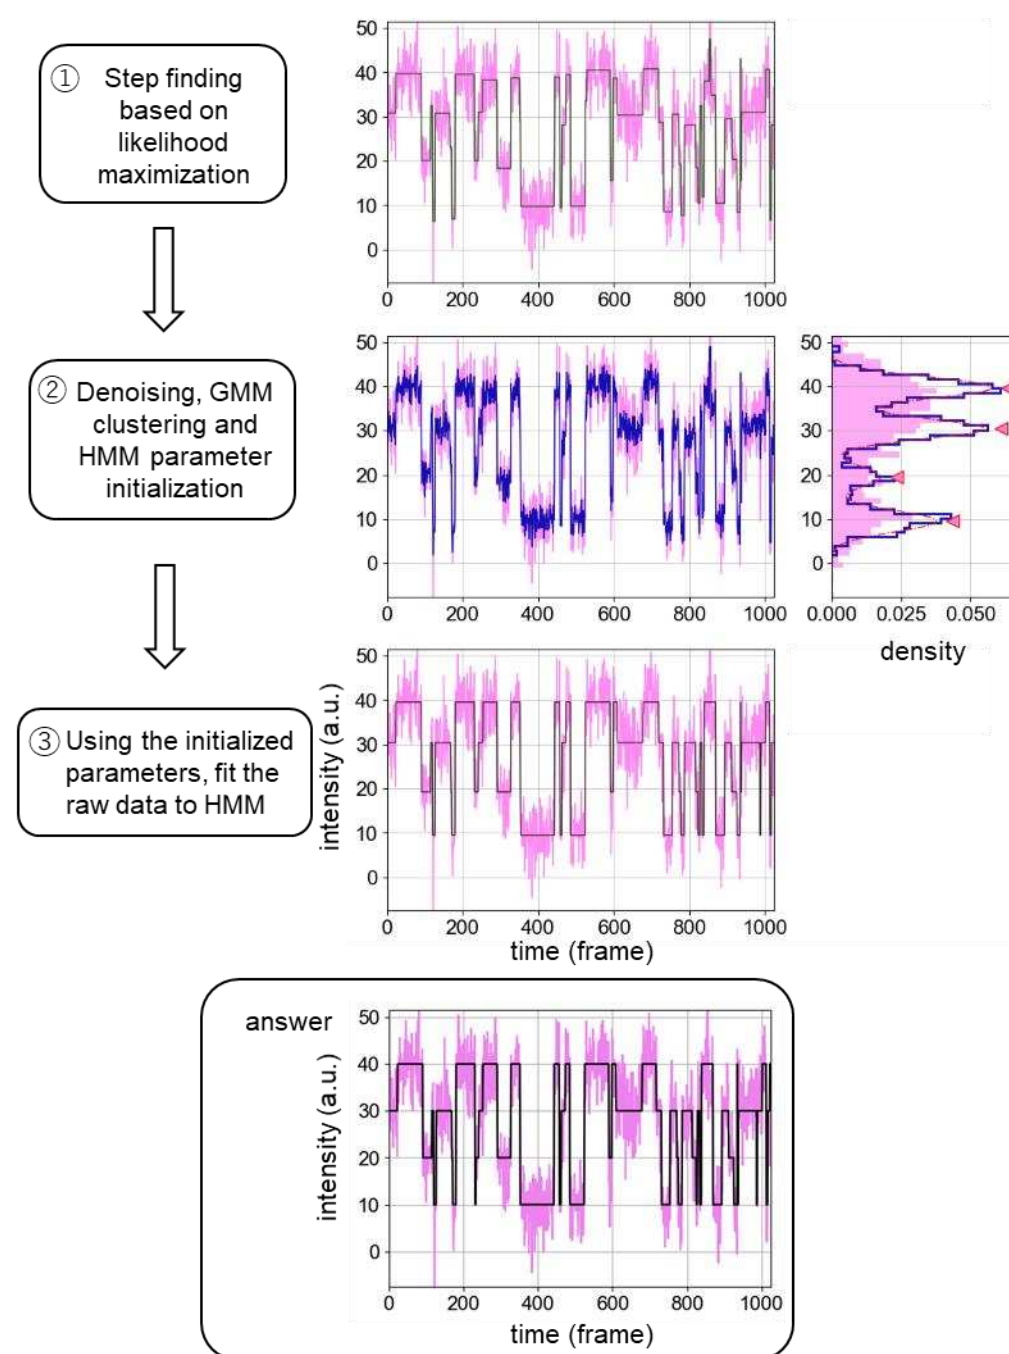 ① Step finding
based on
likelihood
maximization
50
40
30
20
10
0
0 200 400 600 800 1000
② Denoising, GMM
clustering and
HMM parameter
initialization
50
40
30
20
10
0
0 200 400 600 800 1000
50
40
30
20
10
0
0.000 0.025 0.050
density
③ Using the initialized
parameters, fit the
raw data to HMM
intensity (a.u.)
50
40
30
20
10
0
0 200 400 600 800 1000
time (frame)
answer
intensity (a.u.)
50
40
30
20
10
0
0 200 400 600 800 1000
time (frame)